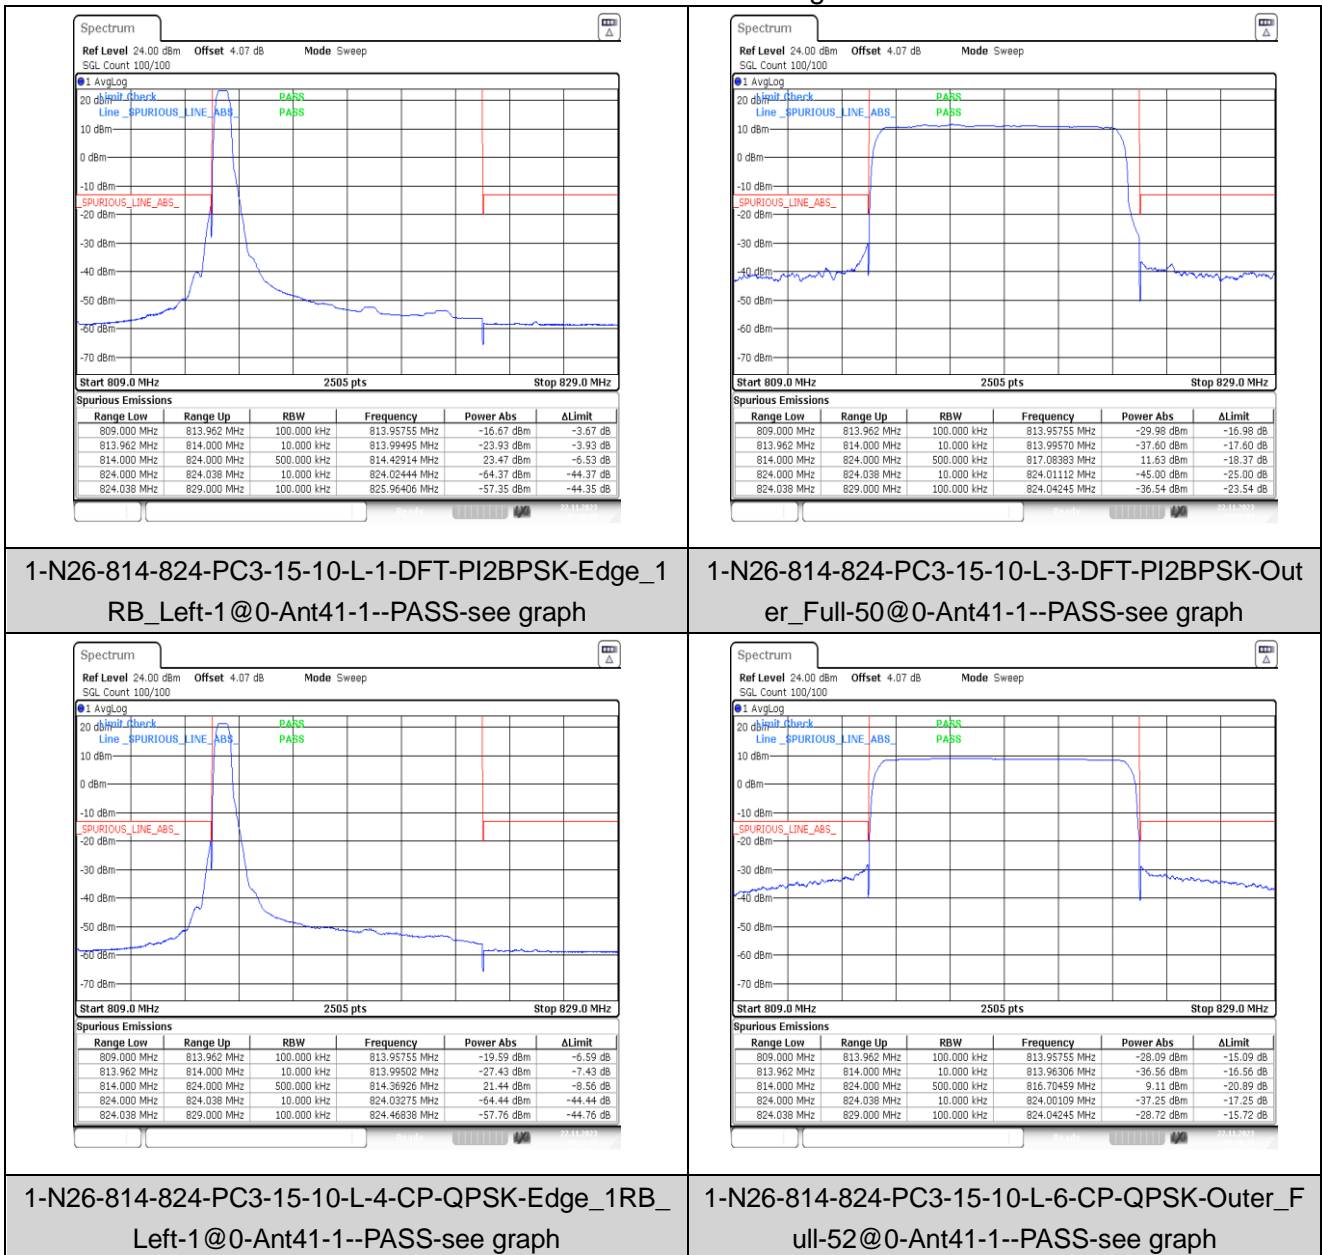 Spectrum
Ref Level 24.00 dBm Offset 4.07 dB Mode Sweep
SGL Count 100/100
1 AvgLog
20 dBm Limit Check PASS
Line _SPURIOUS_LINE_ABS_ PASS
10 dBm
0 dBm
-10 dBm
_SPURIOUS_LINE_ABS_
-20 dBm
-30 dBm
-40 dBm
-50 dBm
-60 dBm
-70 dBm
Start 809.0 MHz 2505 pts Stop 829.0 MHz
Spurious Emissions
Range Low Range Up RBW Frequency Power Abs ΔLimit
809.000 MHz 813.962 MHz 100.000 kHz 813.95755 MHz -16.67 dBm -3.67 dB
813.962 MHz 814.000 MHz 10.000 kHz 813.99495 MHz -23.93 dBm -3.93 dB
814.000 MHz 824.000 MHz 500.000 kHz 814.42914 MHz 23.47 dBm -6.53 dB
824.000 MHz 824.038 MHz 10.000 kHz 824.02444 MHz -64.37 dBm -44.37 dB
824.038 MHz 829.000 MHz 100.000 kHz 825.96406 MHz -57.35 dBm -44.35 dB
22.11.2023
1-N26-814-824-PC3-15-10-L-1-DFT-PI2BPSK-Edge_1
RB_Left-1@0-Ant41-1--PASS-see graph
Spectrum
Ref Level 24.00 dBm Offset 4.07 dB Mode Sweep
SGL Count 100/100
1 AvgLog
20 dBm Limit Check PASS
Line _SPURIOUS_LINE_ABS_ PASS
10 dBm
0 dBm
-10 dBm
_SPURIOUS_LINE_ABS_
-20 dBm
-30 dBm
-40 dBm
-50 dBm
-60 dBm
-70 dBm
Start 809.0 MHz 2505 pts Stop 829.0 MHz
Spurious Emissions
Range Low Range Up RBW Frequency Power Abs ΔLimit
809.000 MHz 813.962 MHz 100.000 kHz 813.95755 MHz -29.98 dBm -16.98 dB
813.962 MHz 814.000 MHz 10.000 kHz 813.99570 MHz -37.60 dBm -17.60 dB
814.000 MHz 824.000 MHz 500.000 kHz 817.08383 MHz 11.63 dBm -18.37 dB
824.000 MHz 824.038 MHz 10.000 kHz 824.01112 MHz -45.00 dBm -25.00 dB
824.038 MHz 829.000 MHz 100.000 kHz 824.04245 MHz -36.54 dBm -23.54 dB
22.11.2023
1-N26-814-824-PC3-15-10-L-3-DFT-PI2BPSK-Out
er_Full-50@0-Ant41-1--PASS-see graph
Spectrum
Ref Level 24.00 dBm Offset 4.07 dB Mode Sweep
SGL Count 100/100
1 AvgLog
20 dBm Limit Check PASS
Line _SPURIOUS_LINE_ABS_ PASS
10 dBm
0 dBm
-10 dBm
_SPURIOUS_LINE_ABS_
-20 dBm
-30 dBm
-40 dBm
-50 dBm
-60 dBm
-70 dBm
Start 809.0 MHz 2505 pts Stop 829.0 MHz
Spurious Emissions
Range Low Range Up RBW Frequency Power Abs ΔLimit
809.000 MHz 813.962 MHz 100.000 kHz 813.95755 MHz -19.59 dBm -6.59 dB
813.962 MHz 814.000 MHz 10.000 kHz 813.99502 MHz -27.43 dBm -7.43 dB
814.000 MHz 824.000 MHz 500.000 kHz 814.36926 MHz 21.44 dBm -8.56 dB
824.000 MHz 824.038 MHz 10.000 kHz 824.03275 MHz -64.44 dBm -44.44 dB
824.038 MHz 829.000 MHz 100.000 kHz 824.46838 MHz -57.76 dBm -44.76 dB
22.11.2023
1-N26-814-824-PC3-15-10-L-4-CP-QPSK-Edge_1RB_
Left-1@0-Ant41-1--PASS-see graph
Spectrum
Ref Level 24.00 dBm Offset 4.07 dB Mode Sweep
SGL Count 100/100
1 AvgLog
20 dBm Limit Check PASS
Line _SPURIOUS_LINE_ABS_ PASS
10 dBm
0 dBm
-10 dBm
_SPURIOUS_LINE_ABS_
-20 dBm
-30 dBm
-40 dBm
-50 dBm
-60 dBm
-70 dBm
Start 809.0 MHz 2505 pts Stop 829.0 MHz
Spurious Emissions
Range Low Range Up RBW Frequency Power Abs ΔLimit
809.000 MHz 813.962 MHz 100.000 kHz 813.95755 MHz -28.09 dBm -15.09 dB
813.962 MHz 814.000 MHz 10.000 kHz 813.96306 MHz -36.56 dBm -16.56 dB
814.000 MHz 824.000 MHz 500.000 kHz 816.70459 MHz 9.11 dBm -20.89 dB
824.000 MHz 824.038 MHz 10.000 kHz 824.00109 MHz -37.25 dBm -17.25 dB
824.038 MHz 829.000 MHz 100.000 kHz 824.04245 MHz -28.72 dBm -15.72 dB
22.11.2023
1-N26-814-824-PC3-15-10-L-6-CP-QPSK-Outer_F
ull-52@0-Ant41-1--PASS-see graph